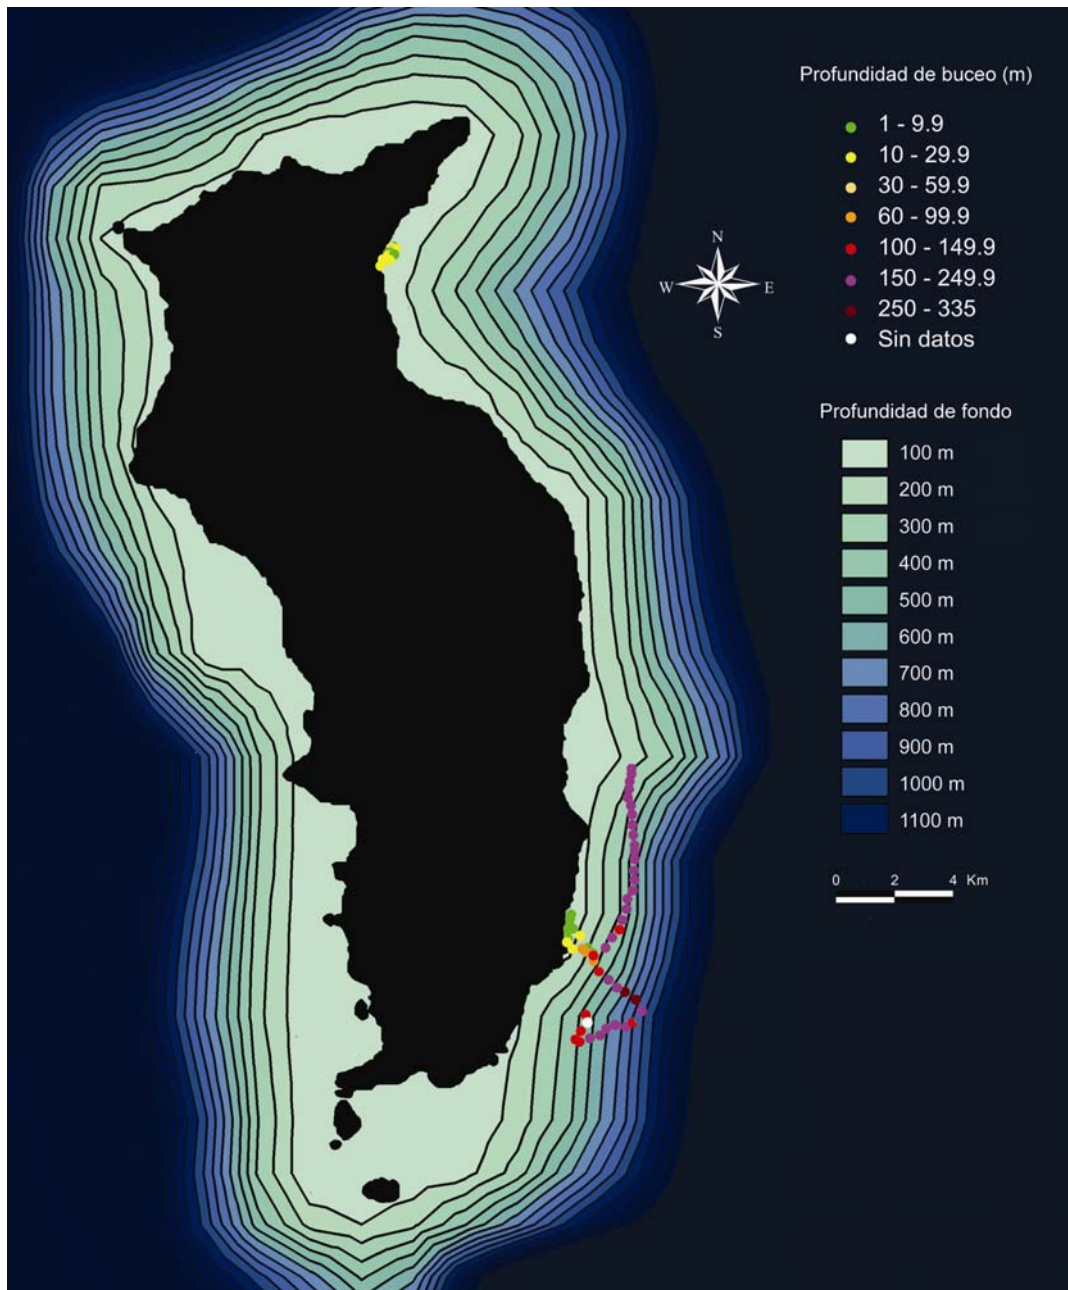 Profundidad de buceo (m)
1 - 9.9
10 - 29.9
30 - 59.9
60 - 99.9
100 - 149.9
150 - 249.9
250 - 335
Sin datos
N
W E
S
Profundidad de fondo
100 m
200 m
300 m
400 m
500 m
600 m
700 m
800 m
900 m
1000 m
1100 m
0 2 4 Km